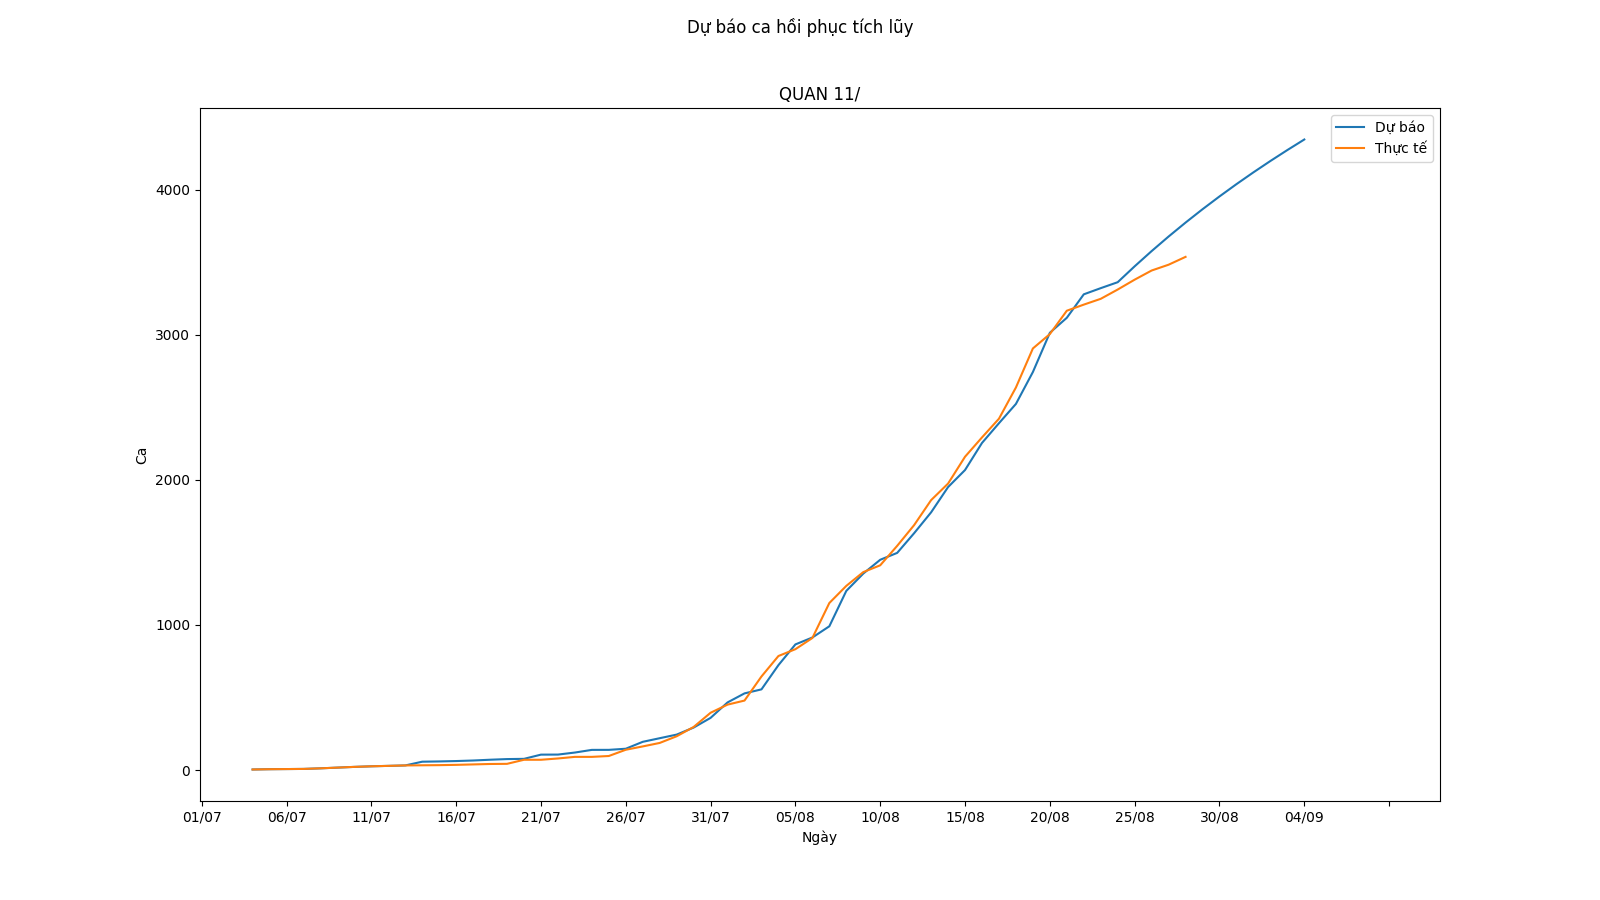 Dự báo ca hồi phục tích lũy
QUAN 11/
Dự báo
Thực tế
4000
3000
2000
1000
0
Ca
01/07 06/07 11/07 16/07 21/07 26/07 31/07 05/08 10/08 15/08 20/08 25/08 30/08 04/09
Ngày